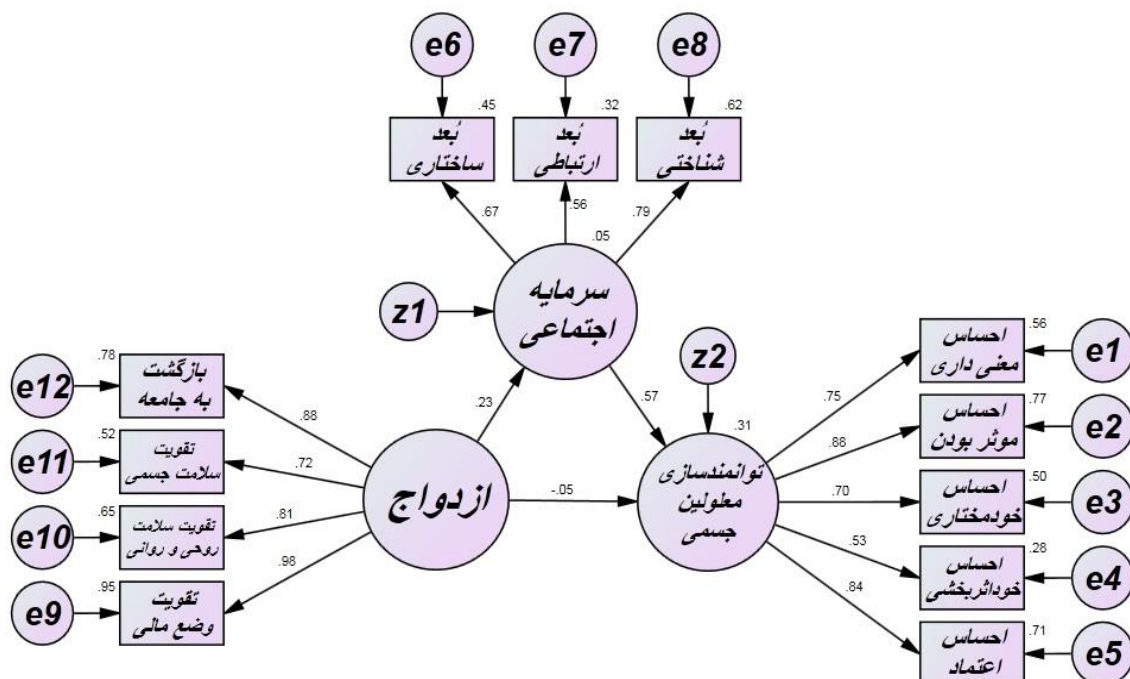 e6
e7
e8
.45
.32
.62
بُعد
ساختاری
بُعد
ارتباطی
بُعد
شناختی
.67
.56
.79
.05
سرمایه
اجتماعی
z1
z2
.23
.57
.31
توانمندسازی
معلولین
جسمی
ازدواج
-.05
e12
.78
بازگشت
به جامعه
.88
e11
.52
تقویت
سلامت جسمی
.72
e10
.65
تقویت سلامت
روحی و روانی
.81
e9
.95
تقویت
وضع مالی
.98
.75
احساس
معنی داری
.56
e1
.88
احساس
موثر بودن
.77
e2
.70
احساس
خودمختاری
.50
e3
.53
احساس
خوداثربخشی
.28
e4
.84
احساس
اعتماد
.71
e5